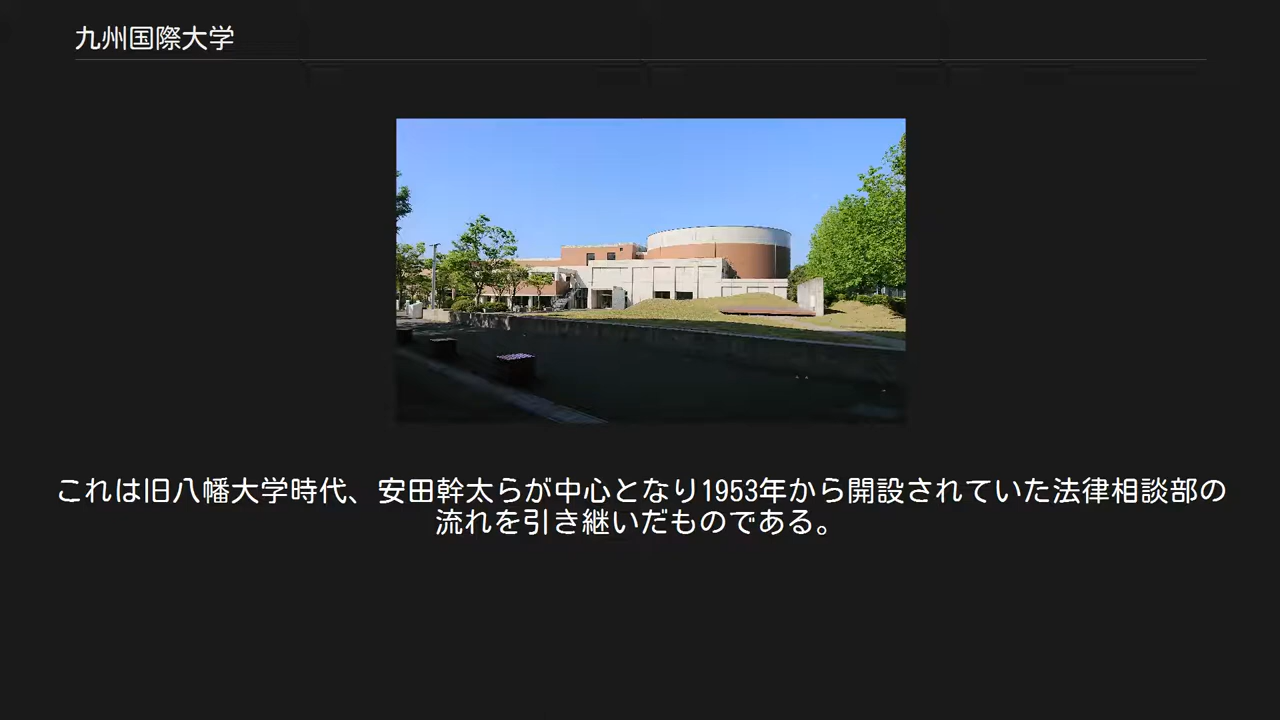 九州国際大学
これは旧八幡大学時代、安田幹太らが中心となり1953年から開設されていた法律相談部の
流れを引き継いだものである。